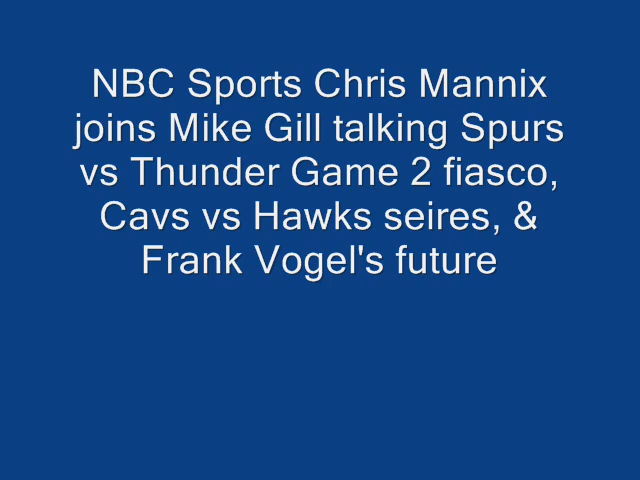 NBC Sports Chris Mannix
joins Mike Gill talking Spurs
vs Thunder Game 2 fiasco,
Cavs vs Hawks seires, &
Frank Vogel's future